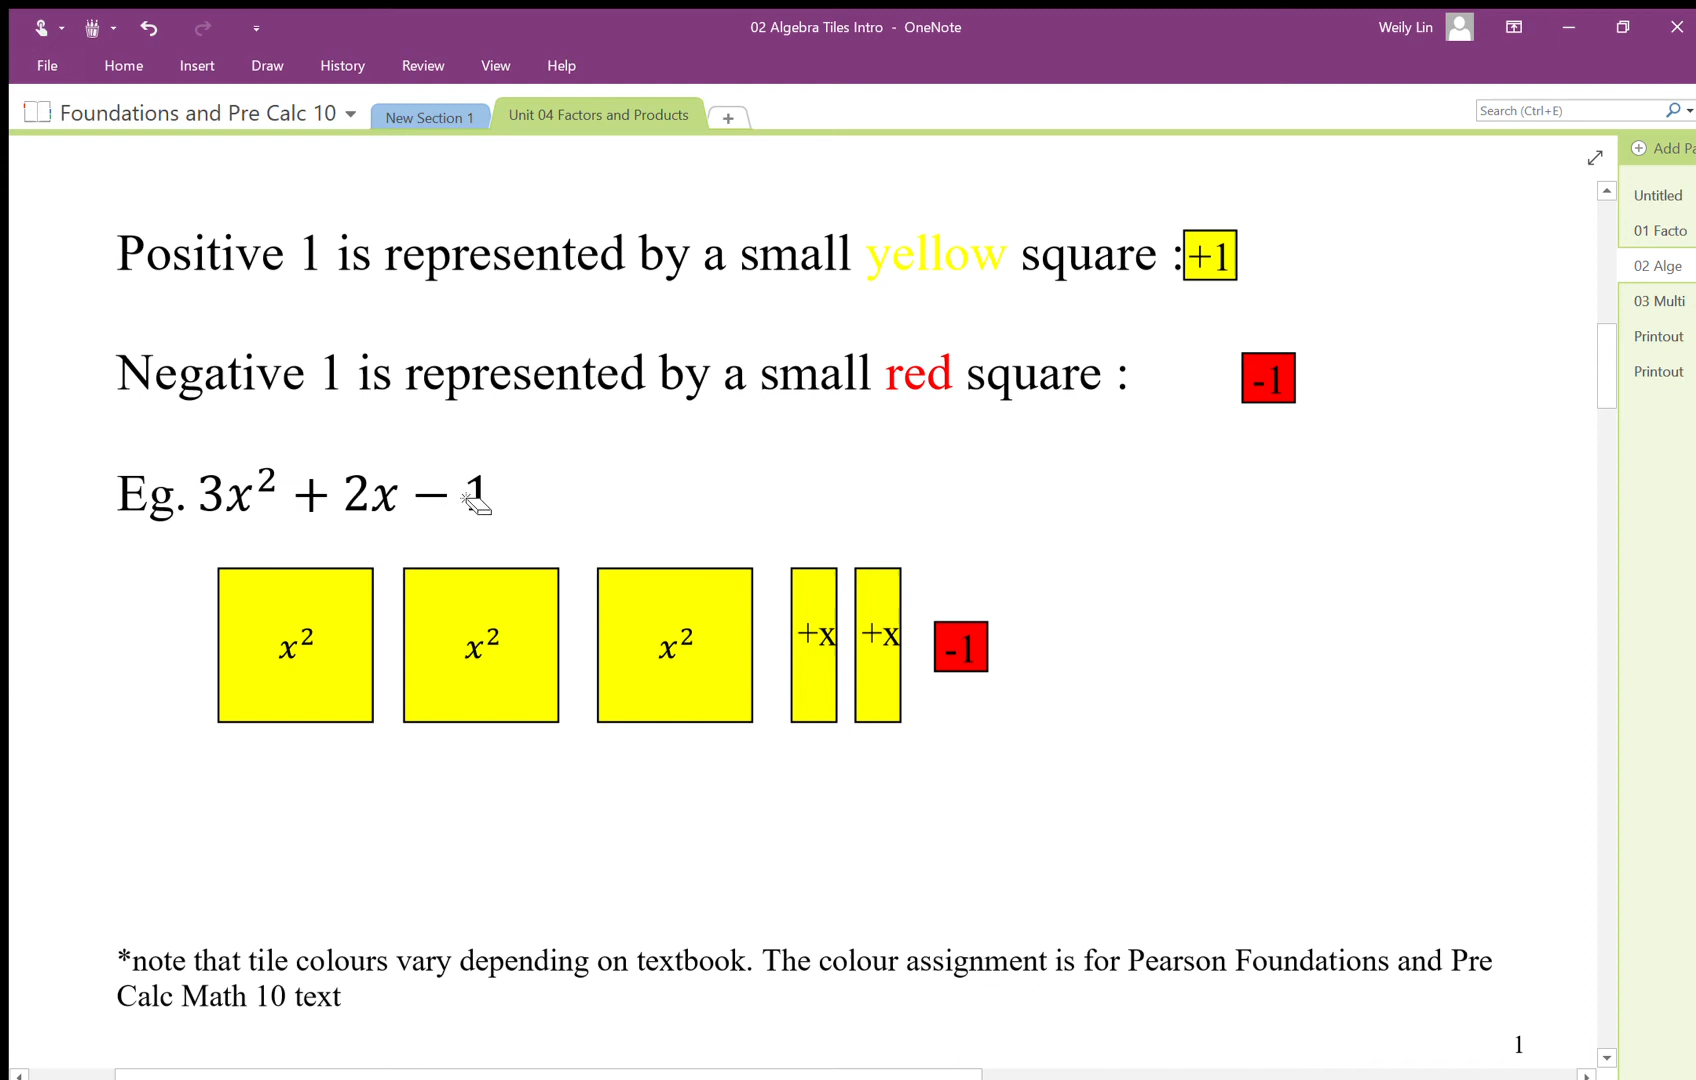 02 Algebra Tiles Intro - OneNote
Weily Lin
File Home Insert Draw History Review View Help
Foundations and Pre Calc 10
New Section 1
Unit 04 Factors and Products
+
Search (Ctrl+E)
Add Pa
Untitled
01 Facto
02 Alge
03 Multi
Printout
Printout
Positive 1 is represented by a small yellow square : +1
Negative 1 is represented by a small red square : -1
Eg. 3x² + 2x − 1
x² x² x² +x +x -1
*note that tile colours vary depending on textbook. The colour assignment is for Pearson Foundations and Pre
Calc Math 10 text
1